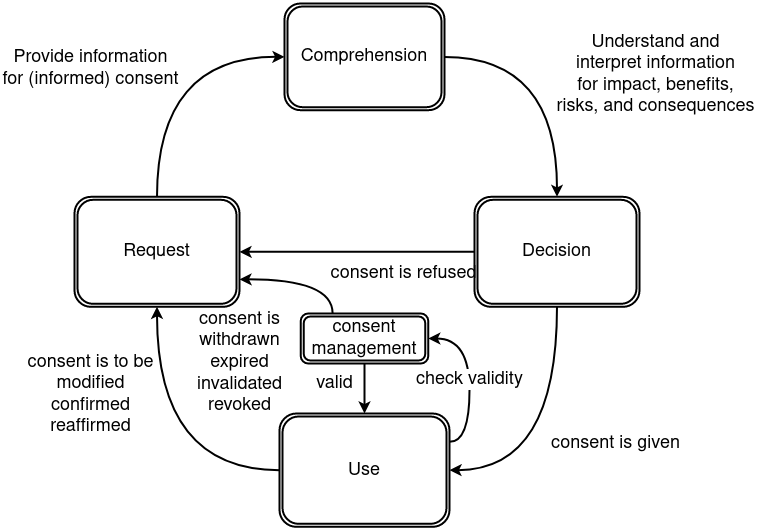 Comprehension
Provide information
for (informed) consent
Understand and
interpret information
for impact, benefits,
risks, and consequences
Request
Decision
consent is refused
consent is
withdrawn
expired
invalidated
revoked
consent
management
consent is to be
modified
confirmed
reaffirmed
valid
check validity
consent is given
Use